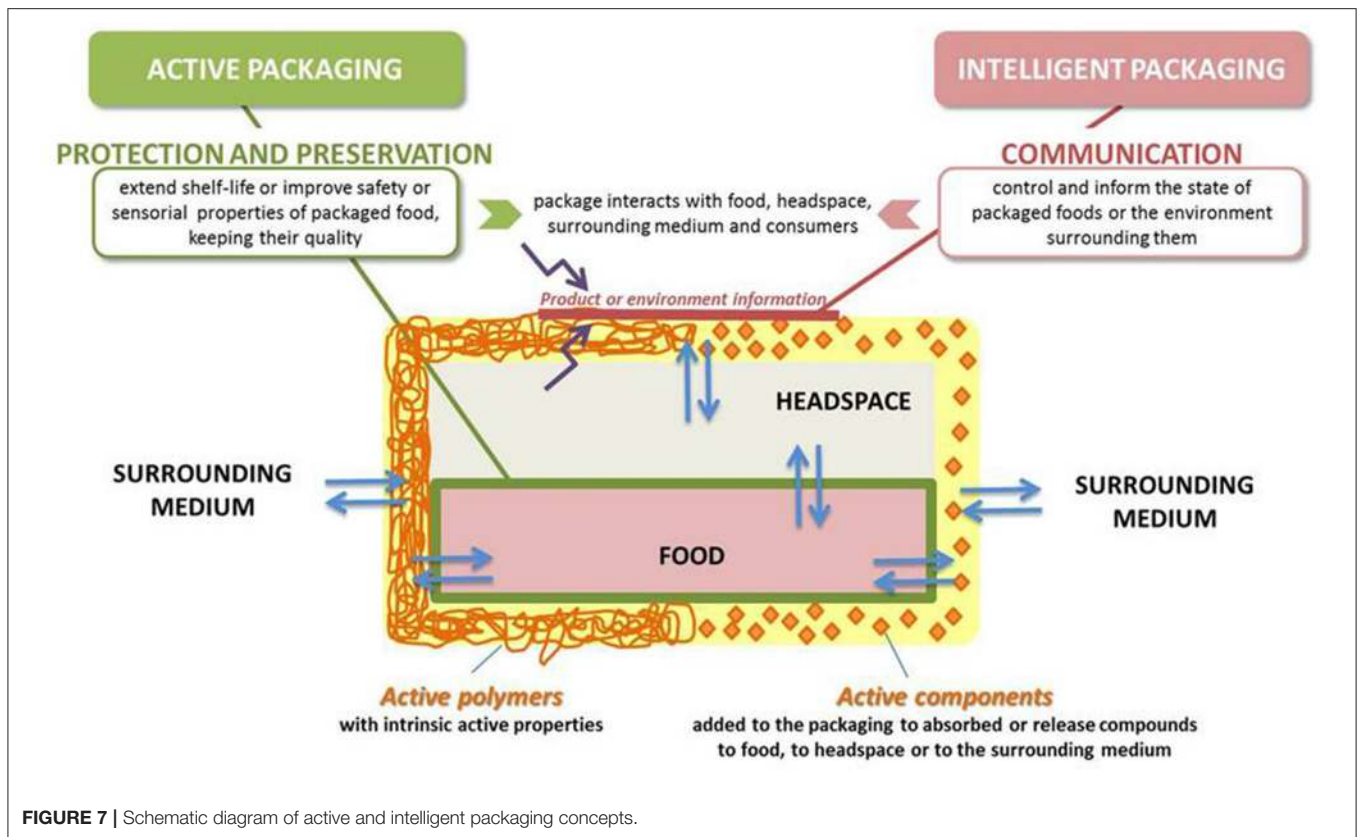 ACTIVE PACKAGING
INTELLIGENT PACKAGING
PROTECTION AND PRESERVATION
extend shelf-life or improve safety or
sensorial properties of packaged food,
keeping their quality
package interacts with food, headspace,
surrounding medium and consumers
COMMUNICATION
control and inform the state of
packaged foods or the environment
surrounding them
Product or environment information
HEADSPACE
SURROUNDING
MEDIUM
FOOD
SURROUNDING
MEDIUM
Active polymers
with intrinsic active properties
Active components
added to the packaging to absorbed or release compounds
to food, to headspace or to the surrounding medium
FIGURE 7 | Schematic diagram of active and intelligent packaging concepts.